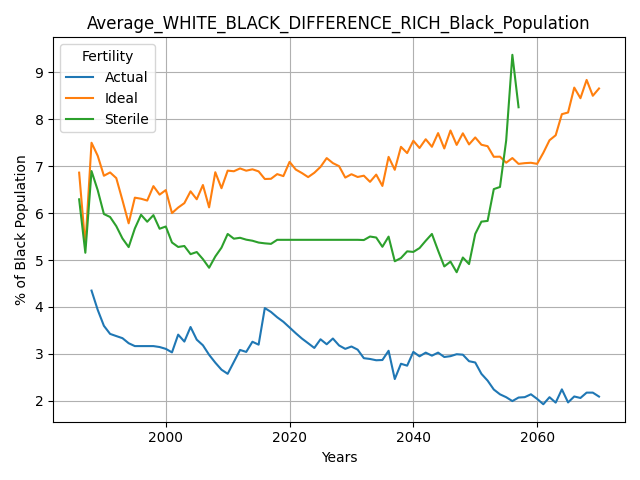 Average_WHITE_BLACK_DIFFERENCE_RICH_Black_Population
Fertility
Actual
Ideal
Sterile
% of Black Population
9
8
7
6
5
4
3
2
2000 2020 2040 2060
Years